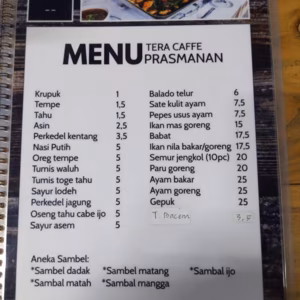 MENU TERA CAFFE PRASMANAN
Krupuk 1
Tempe 1,5
Tahu 1,5
Asin 2,5
Perkedel kentang 3,5
Nasi Putih 5
Oreg tempe 5
Tumis waluh 5
Tumis toge tahu 5
Sayur lodeh 5
Perkedel jagung 5
Oseng tahu cabe ijo 5
Sayur asem 5
Balado telur 6
Sate kulit ayam 7,5
Pepes usus ayam 7,5
Ikan mas goreng 15
Babat 17,5
Ikan nila bakar/goreng 17,5
Semur jengkol (10pc) 20
Paru goreng 20
Ayam bakar 25
Ayam goreng 25
Gepuk 25
Aneka Sambel:
*Sambel dadak *Sambel matang *Sambal ijo
*Sambal matah *Sambal mangga